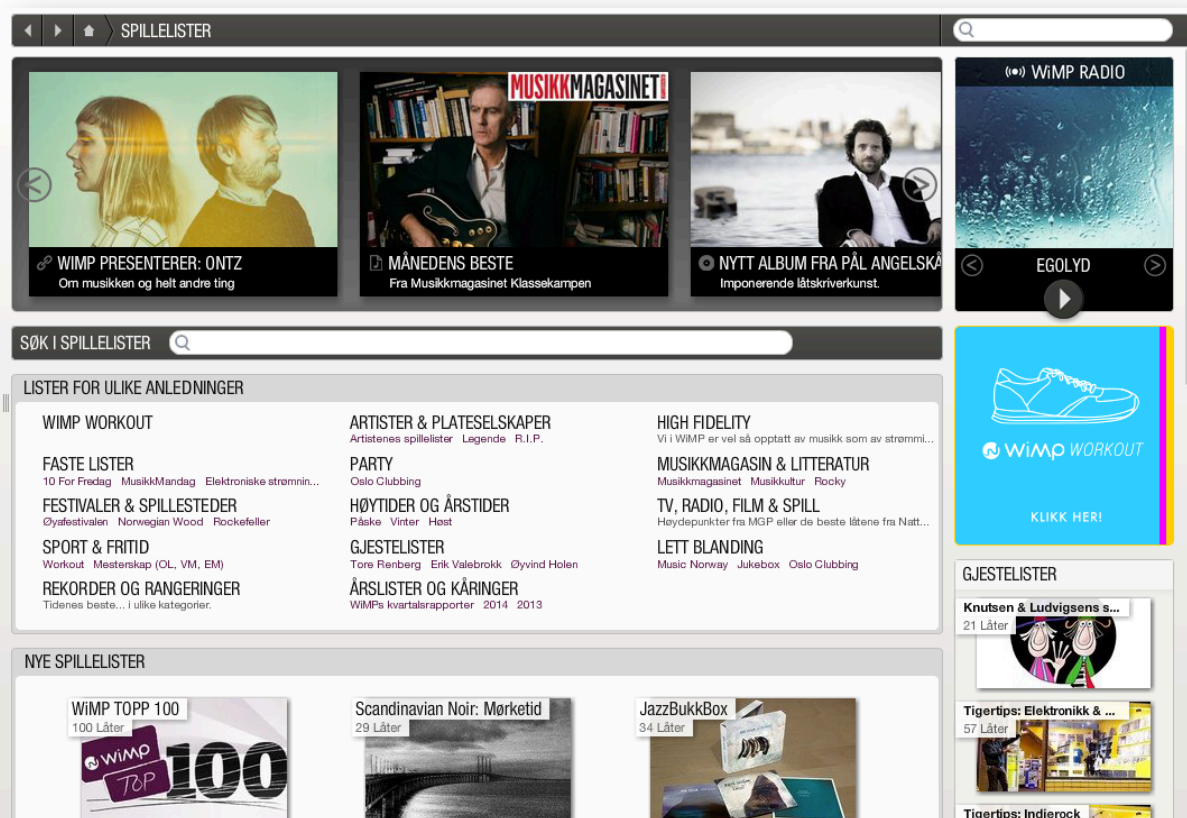 SPILLELISTER
MUSIKKMAGASINET
WIMP PRESENTERER: ONTZ
Om musikken og helt andre ting
MÅNEDENS BESTE
Fra Musikkmagasinet Klassekampen
NYTT ALBUM FRA PÅL ANGELSKÅ
Imponerende låtskriverkunst.
WiMP RADIO
EGOLYD
SØK I SPILLELISTER
LISTER FOR ULIKE ANLEDNINGER
WIMP WORKOUT
FASTE LISTER
10 For Fredag MusikkMandag Elektroniske strømnin...
FESTIVALER & SPILLESTEDER
Øyafestivalen Norwegian Wood Rockefeller
SPORT & FRITID
Workout Mesterskap (OL, VM, EM)
REKORDER OG RANGERINGER
Tidenes beste... i ulike kategorier.
ARTISTER & PLATESELSKAPER
Artistenes spillelister Legende R.I.P.
PARTY
Oslo Clubbing
HØYTIDER OG ÅRSTIDER
Påske Vinter Høst
GJESTELISTER
Tore Renberg Erik Valebrokk Øyvind Holen
ÅRSLISTER OG KÅRINGER
WiMPs kvartalsrapporter 2014 2013
HIGH FIDELITY
Vi i WiMP er vel så opptatt av musikk som av strømmi...
MUSIKKMAGASIN & LITTERATUR
Musikkmagasinet Musikkultur Rocky
TV, RADIO, FILM & SPILL
Høydepunkter fra MGP eller de beste låtene fra Natt...
LETT BLANDING
Music Norway Jukebox Oslo Clubbing
WiMP WORKOUT
KLIKK HER!
GJESTELISTER
Knutsen & Ludvigsens s...
21 Låter
Tigertips: Elektronikk & ...
57 Låter
Tigertips: Indierock
NYE SPILLELISTER
WiMP TOPP 100
100 Låter
WiMP
TOP
100
Scandinavian Noir: Mørketid
29 Låter
JazzBukkBox
34 Låter